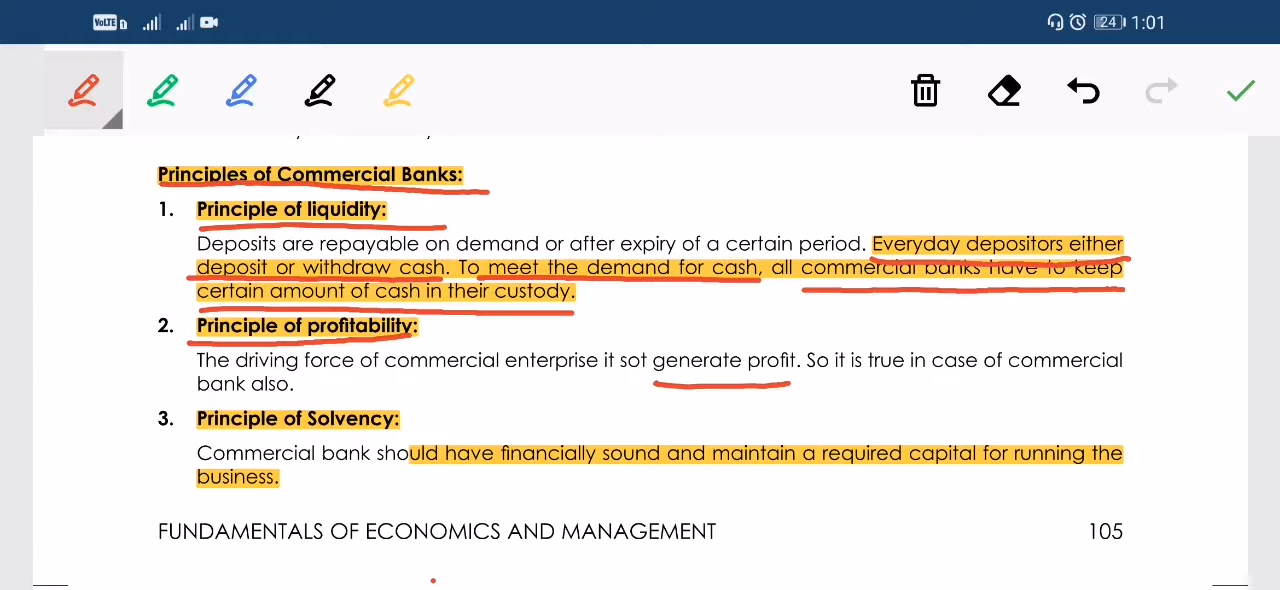 VoLTE 1 24 1:01
Principles of Commercial Banks:
1. Principle of liquidity:
Deposits are repayable on demand or after expiry of a certain period. Everyday depositors either
deposit or withdraw cash. To meet the demand for cash, all commercial banks have to keep
certain amount of cash in their custody.
2. Principle of profitability:
The driving force of commercial enterprise it sot generate profit. So it is true in case of commercial
bank also.
3. Principle of Solvency:
Commercial bank should have financially sound and maintain a required capital for running the
business.
FUNDAMENTALS OF ECONOMICS AND MANAGEMENT 105